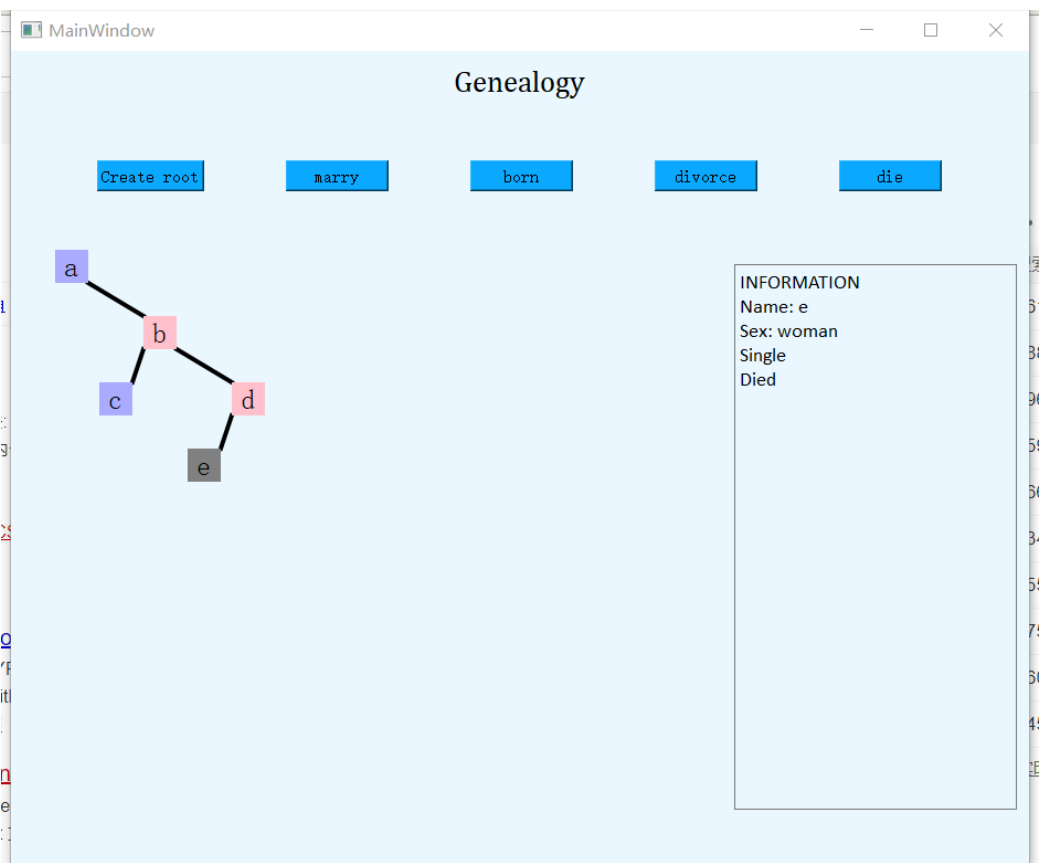 MainWindow
Genealogy
Create root
marry
born
divorce
die
a
b
c
d
e
INFORMATION
Name: e
Sex: woman
Single
Died